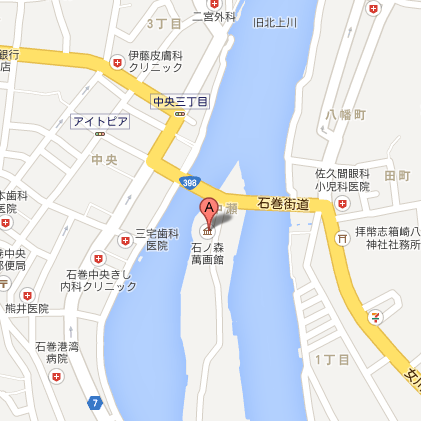 3丁目
二宮外科
旧北上川
銀行
店
伊藤皮膚科
クリニック
中央三丁目
アイトピア
八幡町
中央
398
佐久間眼科
小児科医院
田町
本歯科
医院
A
中瀬
石巻街道
三宅歯科
医院
石ノ森
萬画館
拝幣志箱崎八
神社社務所
巻中央
郵便局
石巻中央きし
内科クリニック
熊井医院
石巻港湾
病院
1丁目
7
女川